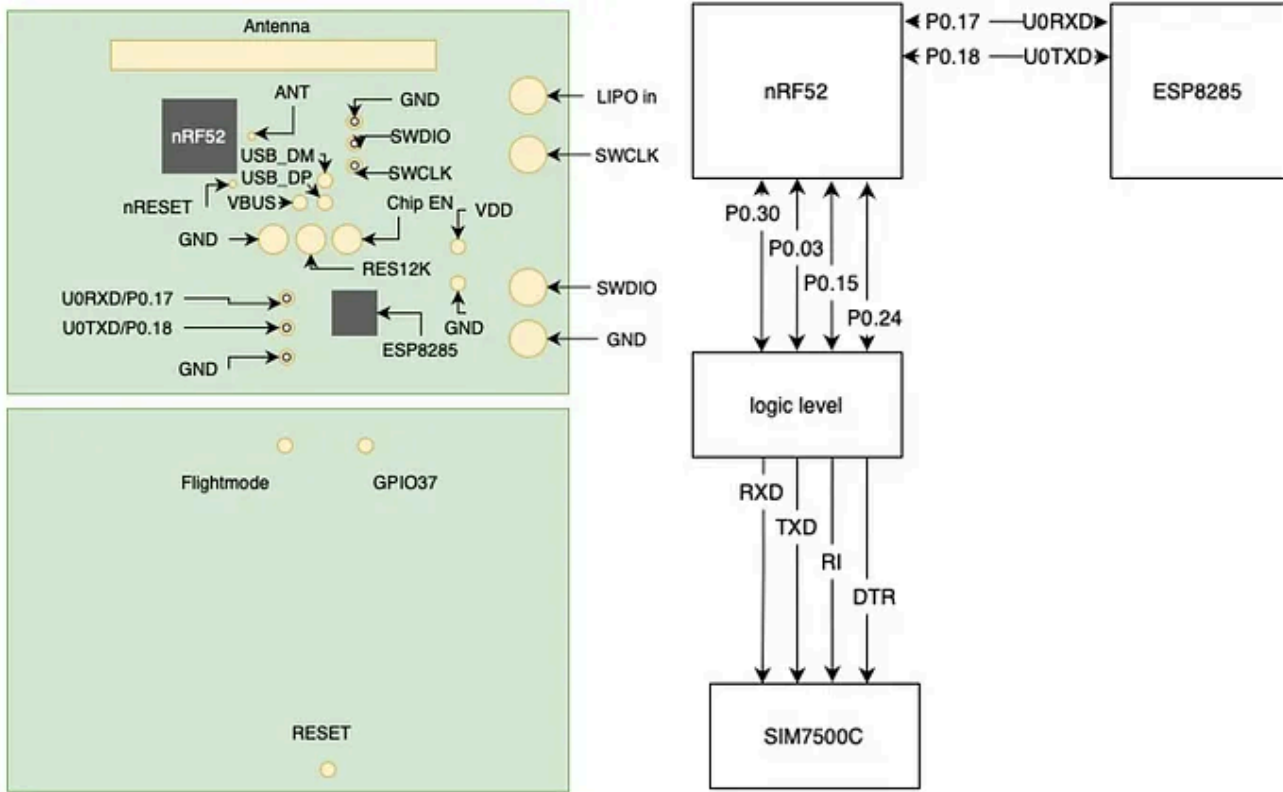 Antenna
ANT
GND
nRF52
SWDIO
USB_DM
USB_DP
SWCLK
nRESET
VBUS
Chip EN
VDD
GND
RES12K
U0RXD/P0.17
U0TXD/P0.18
GND
GND
ESP8285
LIPO in
SWCLK
SWDIO
GND
Flightmode
GPIO37
RESET
nRF52
P0.17
U0RXD
P0.18
U0TXD
ESP8285
P0.30
P0.03
P0.15
P0.24
logic level
RXD
TXD
RI
DTR
SIM7500C